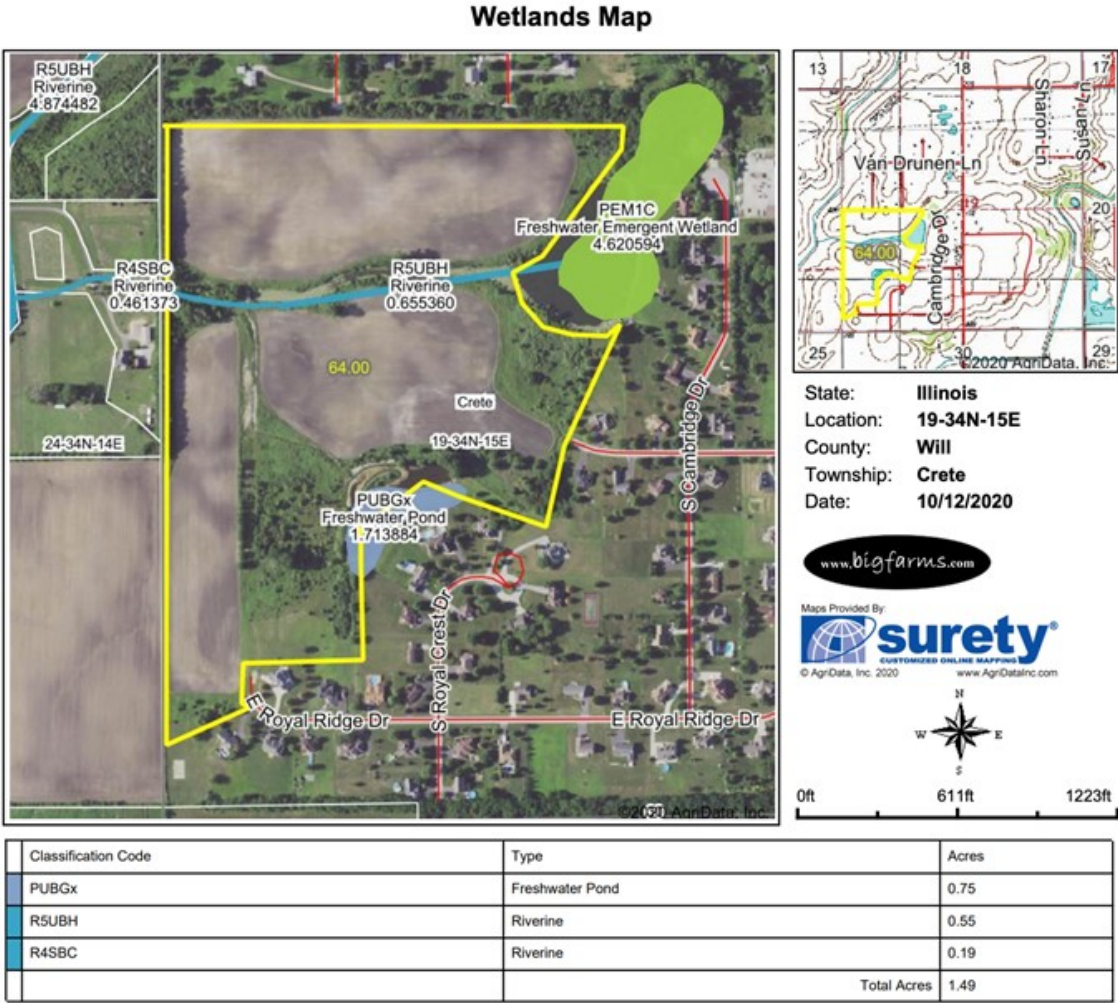 Wetlands Map
R5UBH
Riverine
4.874482
PEM1C
Freshwater Emergent Wetland
4.620594
R4SBC
Riverine
0.461373
R5UBH
Riverine
0.655360
64.00
Crete
24-34N-14E
19-34N-15E
PUBGx
Freshwater Pond
1.713884
S Cambridge Dr
S Royal Crest Dr
E Royal Ridge Dr
E Royal Ridge Dr
©2020 AgriData, Inc.
13
18
17
Sharon Ln
Susan Ln
Van Drunen Ln
19
20
64.00
Cambridge Dr
25
30
29
©2020 AgriData, Inc.
State: Illinois
Location: 19-34N-15E
County: Will
Township: Crete
Date: 10/12/2020
www.bigfarms.com
Maps Provided By:
surety®
CUSTOMIZED ONLINE MAPPING
© AgriData, Inc. 2020 www.AgriDataInc.com
N
W E
S
0ft 611ft 1223ft
Classification Code Type Acres
PUBGx Freshwater Pond 0.75
R5UBH Riverine 0.55
R4SBC Riverine 0.19
Total Acres 1.49